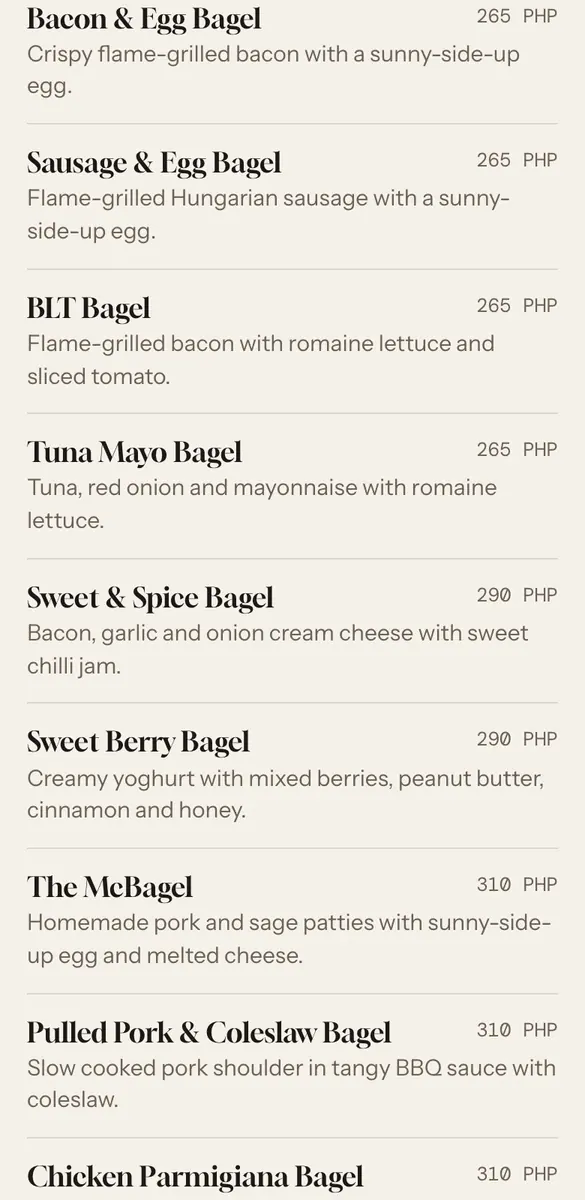 Bacon & Egg Bagel 265 PHP
Crispy flame-grilled bacon with a sunny-side-up
egg.
Sausage & Egg Bagel 265 PHP
Flame-grilled Hungarian sausage with a sunny-
side-up egg.
BLT Bagel 265 PHP
Flame-grilled bacon with romaine lettuce and
sliced tomato.
Tuna Mayo Bagel 265 PHP
Tuna, red onion and mayonnaise with romaine
lettuce.
Sweet & Spice Bagel 290 PHP
Bacon, garlic and onion cream cheese with sweet
chilli jam.
Sweet Berry Bagel 290 PHP
Creamy yoghurt with mixed berries, peanut butter,
cinnamon and honey.
The McBagel 310 PHP
Homemade pork and sage patties with sunny-side-
up egg and melted cheese.
Pulled Pork & Coleslaw Bagel 310 PHP
Slow cooked pork shoulder in tangy BBQ sauce with
coleslaw.
Chicken Parmigiana Bagel 310 PHP